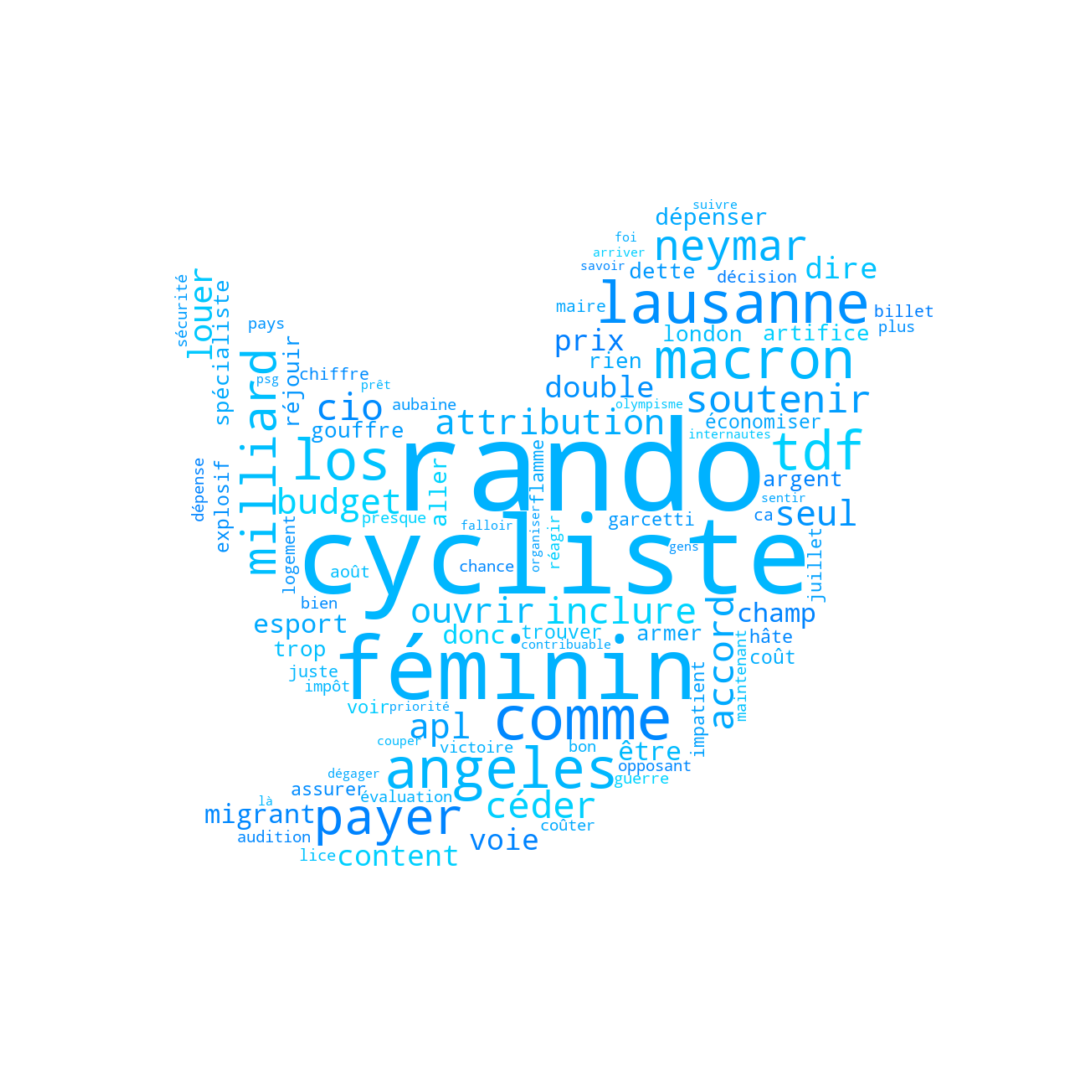 suivre
dépenser
foi
neymar
arriver
savoir
dette
décision
dire
sécurité
louer
spécialiste
maire
lausanne
billet
pays
plus
prix
london
artifice
rien
macron
milliard
réjouir
chiffre
psg
prêt
double
soutenir
cio
aubaine
olympisme
attribution
économiser
gouffre
internautes
rando
tdf
los
dépense
explosif
aller
flamme
argent
budget
sentir
presque
garcetti
ca
seul
logement
falloir
organiser
réagir
gens
juillet
cycliste
chance
août
bien
ouvrir
inclure
accord
champ
esport
donc
trouver
armer
hâte
contribuable
maintenant
trop
coût
juste
féminin
impatient
impôt
voir
priorité
apl
comme
couper
victoire
bon
être
opposant
dégager
angeles
guerre
assurer
évaluation
là
migrant
payer
céder
audition
voie
coûter
lice
content